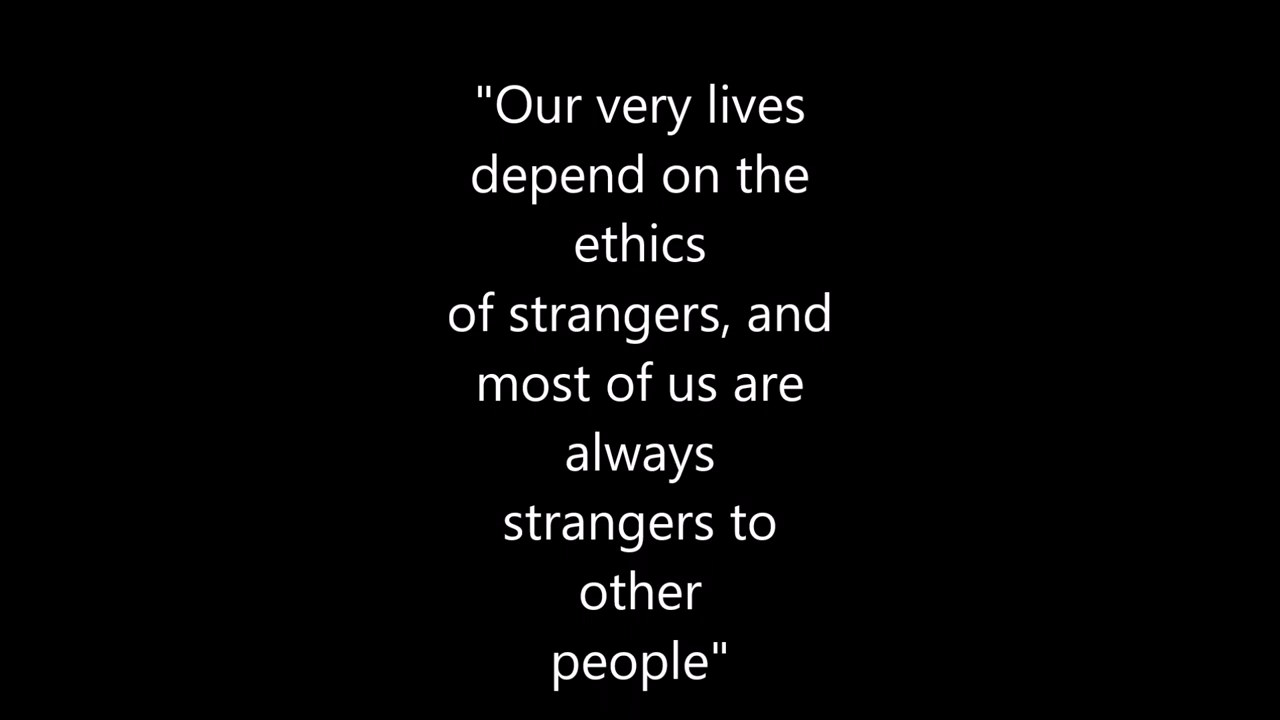 "Our very lives
depend on the
ethics
of strangers, and
most of us are
always
strangers to
other
people"